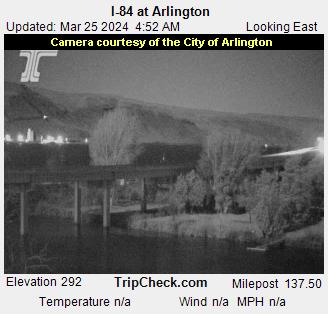 I-84 at Arlington
Updated: Mar 25 2024 4:52 AM Looking East
Camera courtesy of the City of Arlington
Elevation 292 TripCheck.com Milepost 137.50
Temperature n/a Wind n/a MPH n/a